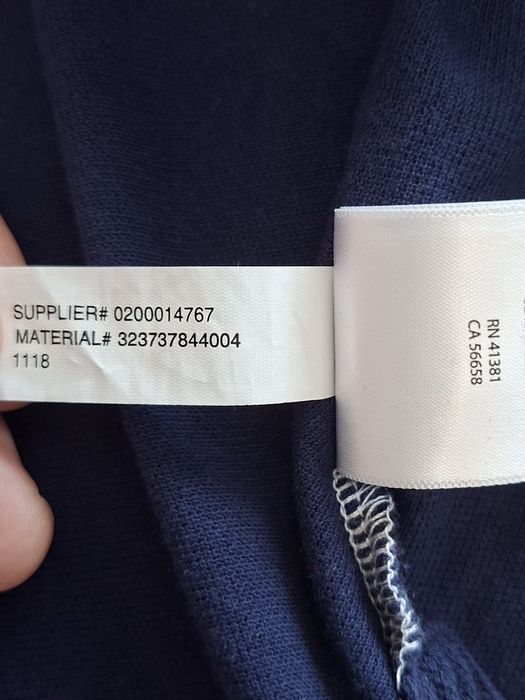 SUPPLIER# 0200014767
MATERIAL# 323737844004
1118
RN 41381
CA 56658